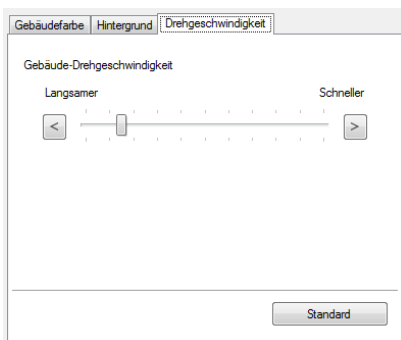 Gebäudefarbe Hintergrund Drehgeschwindigkeit
Gebäude-Drehgeschwindigkeit
Langsamer Schneller
< >
Standard